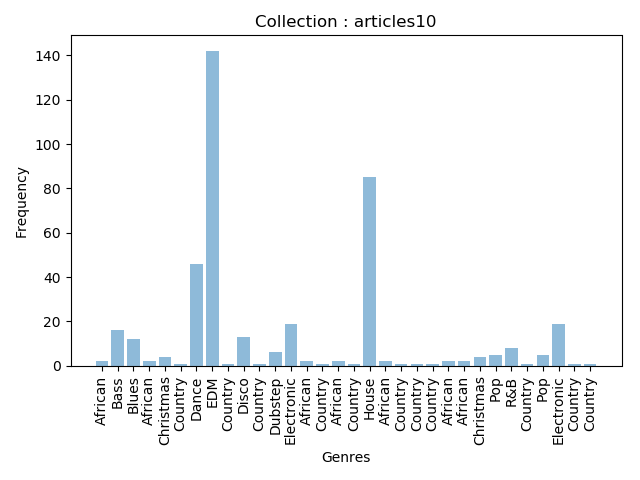 Collection : articles10
Frequency
140
120
100
80
60
40
20
0
African
Bass
Blues
African
Christmas
Country
Dance
EDM
Country
Disco
Country
Dubstep
Electronic
African
Country
African
Country
House
African
Country
Country
Country
African
African
Christmas
Pop
R&B
Country
Pop
Electronic
Country
Country
Genres